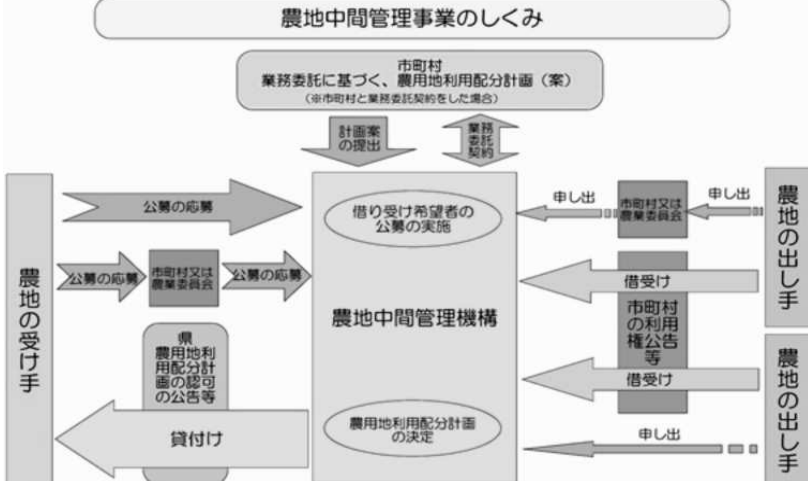 農地中間管理事業のしくみ
市町村
業務委託に基づく、農用地利用配分計画（案）
（※市町村と業務委託契約をした場合）
計画案
の提出
業務
委託
契約
農地の受け手
公募の応募
公募の応募
市町村又は
農業委員会
公募の応募
県
農用地利
用配分計
画の認可
の公告等
貸付け
借り受け希望者の
公募の実施
農地中間管理機構
農用地利用配分計画
の決定
申し出
市町村又は
農業委員会
申し出
借受け
市町村
の利用
権公告
等
借受け
申し出
農地の出し手
農地の出し手